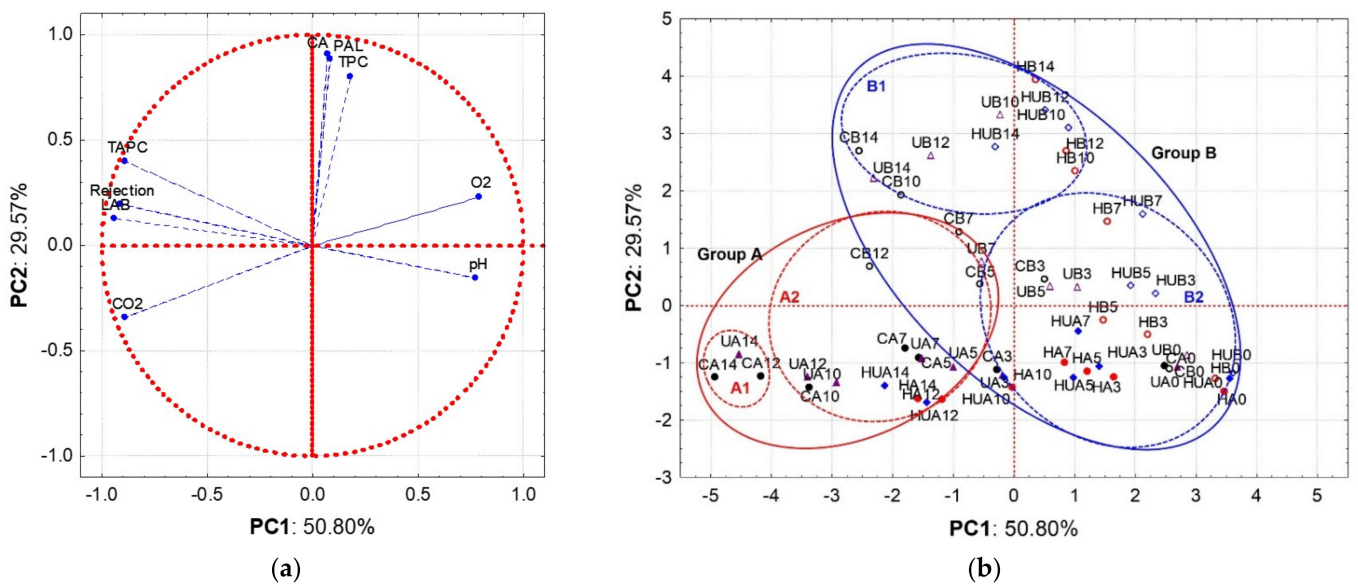 1.0
0.5
0.0
-0.5
-1.0
PC2: 29.57%
CA PAL
TPC
TAPC
Rejection
LAB
O2
pH
CO2
-1.0 -0.5 0.0 0.5 1.0
PC1: 50.80%
(a)
5
4
3
2
1
0
-1
-2
-3
PC2: 29.57%
HB14
B1
UB10 HUB12
HUB10
CB14 UB12 HUB14 HB12
UB14 HB10 Group B
CB10
CB7 HB7 HUB7
Group A CB12 UB7
CB5 CB3 UB3 HUB5 HUB3
A2 UB5 B2
HUA7 HB5 HB3
UA14 CA7 UA7 UA5 CA3 HA7 HA5 HUA3 UB0 HUB0
CA14 CA12 UA12 CA5 CA0 HB0
A1 UA10 HUA14 UA3 HA10 HUA5 HA3 UA0 CB0 HUA0
CA10 HA14 HA12 HUA10 HA0
HUA12
-5 -4 -3 -2 -1 0 1 2 3 4 5
PC1: 50.80%
(b)